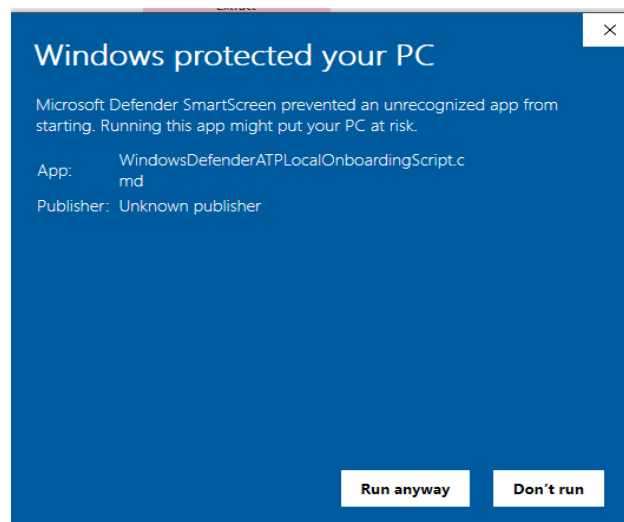 Extract
Windows protected your PC
Microsoft Defender SmartScreen prevented an unrecognized app from
starting. Running this app might put your PC at risk.
App: WindowsDefenderATPLocalOnboardingScript.c
md
Publisher: Unknown publisher
Run anyway Don't run